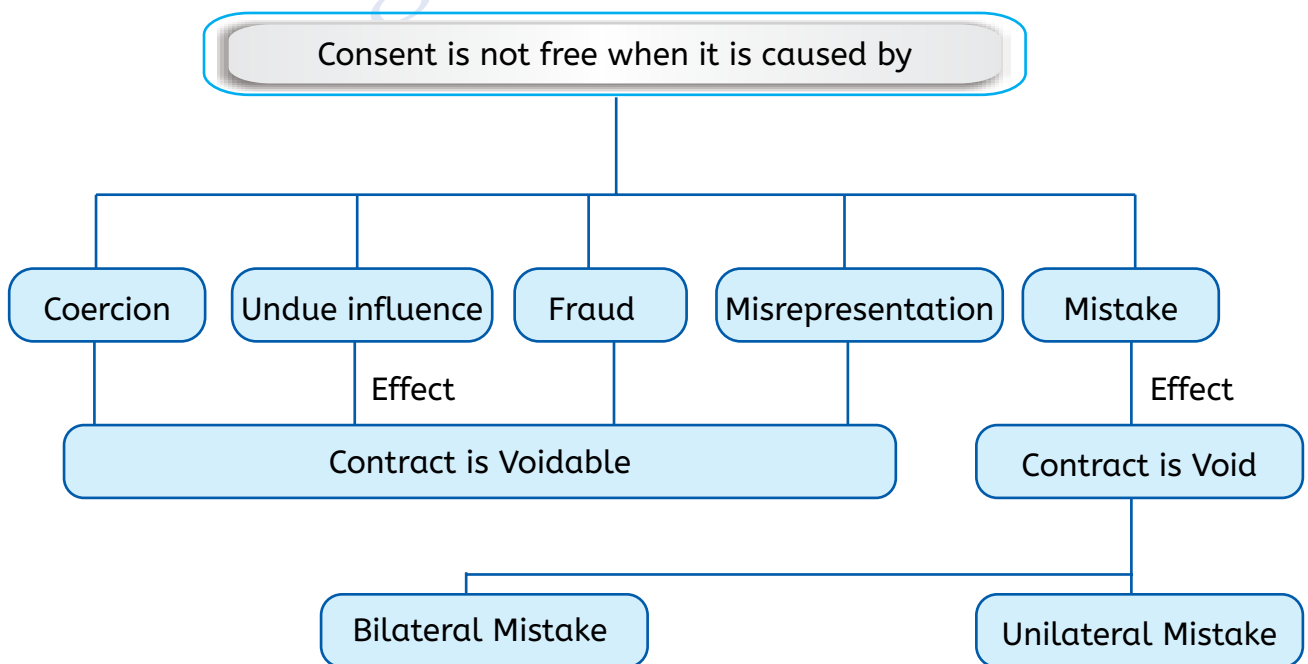 Consent is not free when it is caused by
Coercion
Undue influence
Fraud
Misrepresentation
Mistake
Effect
Effect
Contract is Voidable
Contract is Void
Bilateral Mistake
Unilateral Mistake